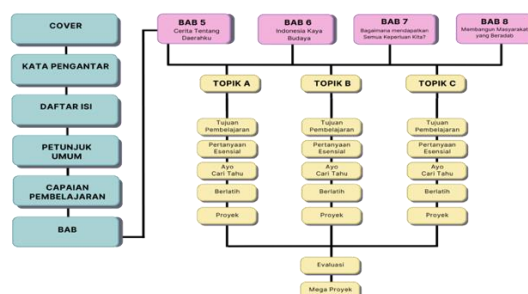 COVER
KATA PENGANTAR
DAFTAR ISI
PETUNJUK
UMUM
CAPAIAN
PEMBELAJARAN
BAB
BAB 5
Cerita Tentang
Daerahku
BAB 6
Indonesia Kaya
Budaya
BAB 7
Bagaimana mendapatkan
Semua Keperluan Kita?
BAB 8
Membangun Masyarakat
yang Beradab
TOPIK A
Tujuan
Pembelajaran
Pertanyaan
Esensial
Ayo
Cari Tahu
Berlatih
Proyek
TOPIK B
Tujuan
Pembelajaran
Pertanyaan
Esensial
Ayo
Cari Tahu
Berlatih
Proyek
TOPIK C
Tujuan
Pembelajaran
Pertanyaan
Esensial
Ayo
Cari Tahu
Berlatih
Proyek
Evaluasi
Mega Proyek